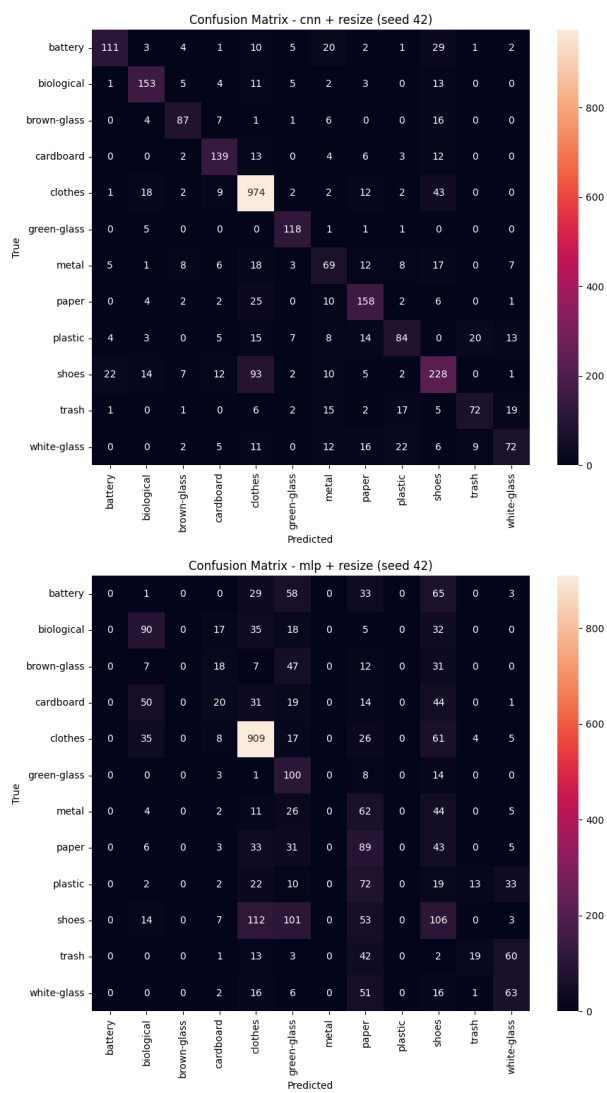 Confusion Matrix - cnn + resize (seed 42)
battery 111 3 4 1 10 5 20 2 1 29 1 2
biological 1 153 5 4 11 5 2 3 0 13 0 0
brown-glass 0 4 87 7 1 1 6 0 0 16 0 0
cardboard 0 0 2 139 13 0 4 6 3 12 0 0
clothes 1 18 2 9 974 2 2 12 2 43 0 0
green-glass 0 5 0 0 0 118 1 1 1 0 0 0
metal 5 1 8 6 18 3 69 12 8 17 0 7
paper 0 4 2 2 25 0 10 158 2 6 0 1
plastic 4 3 0 5 15 7 8 14 84 0 20 13
shoes 22 14 7 12 93 2 10 5 2 228 0 1
trash 1 0 1 0 6 2 15 2 17 5 72 19
white-glass 0 0 2 5 11 0 12 16 22 6 9 72
True
battery biological brown-glass cardboard clothes green-glass metal paper plastic shoes trash white-glass
Predicted
800
600
400
200
0
Confusion Matrix - mlp + resize (seed 42)
battery 0 1 0 0 29 58 0 33 0 65 0 3
biological 0 90 0 17 35 18 0 5 0 32 0 0
brown-glass 0 7 0 18 7 47 0 12 0 31 0 0
cardboard 0 50 0 20 31 19 0 14 0 44 0 1
clothes 0 35 0 8 909 17 0 26 0 61 4 5
green-glass 0 0 0 3 1 100 0 8 0 14 0 0
metal 0 4 0 2 11 26 0 62 0 44 0 5
paper 0 6 0 3 33 31 0 89 0 43 0 5
plastic 0 2 0 2 22 10 0 72 0 19 13 33
shoes 0 14 0 7 112 101 0 53 0 106 0 3
trash 0 0 0 1 13 3 0 42 0 2 19 60
white-glass 0 0 0 2 16 6 0 51 0 16 1 63
True
battery biological brown-glass cardboard clothes green-glass metal paper plastic shoes trash white-glass
Predicted
800
600
400
200
0